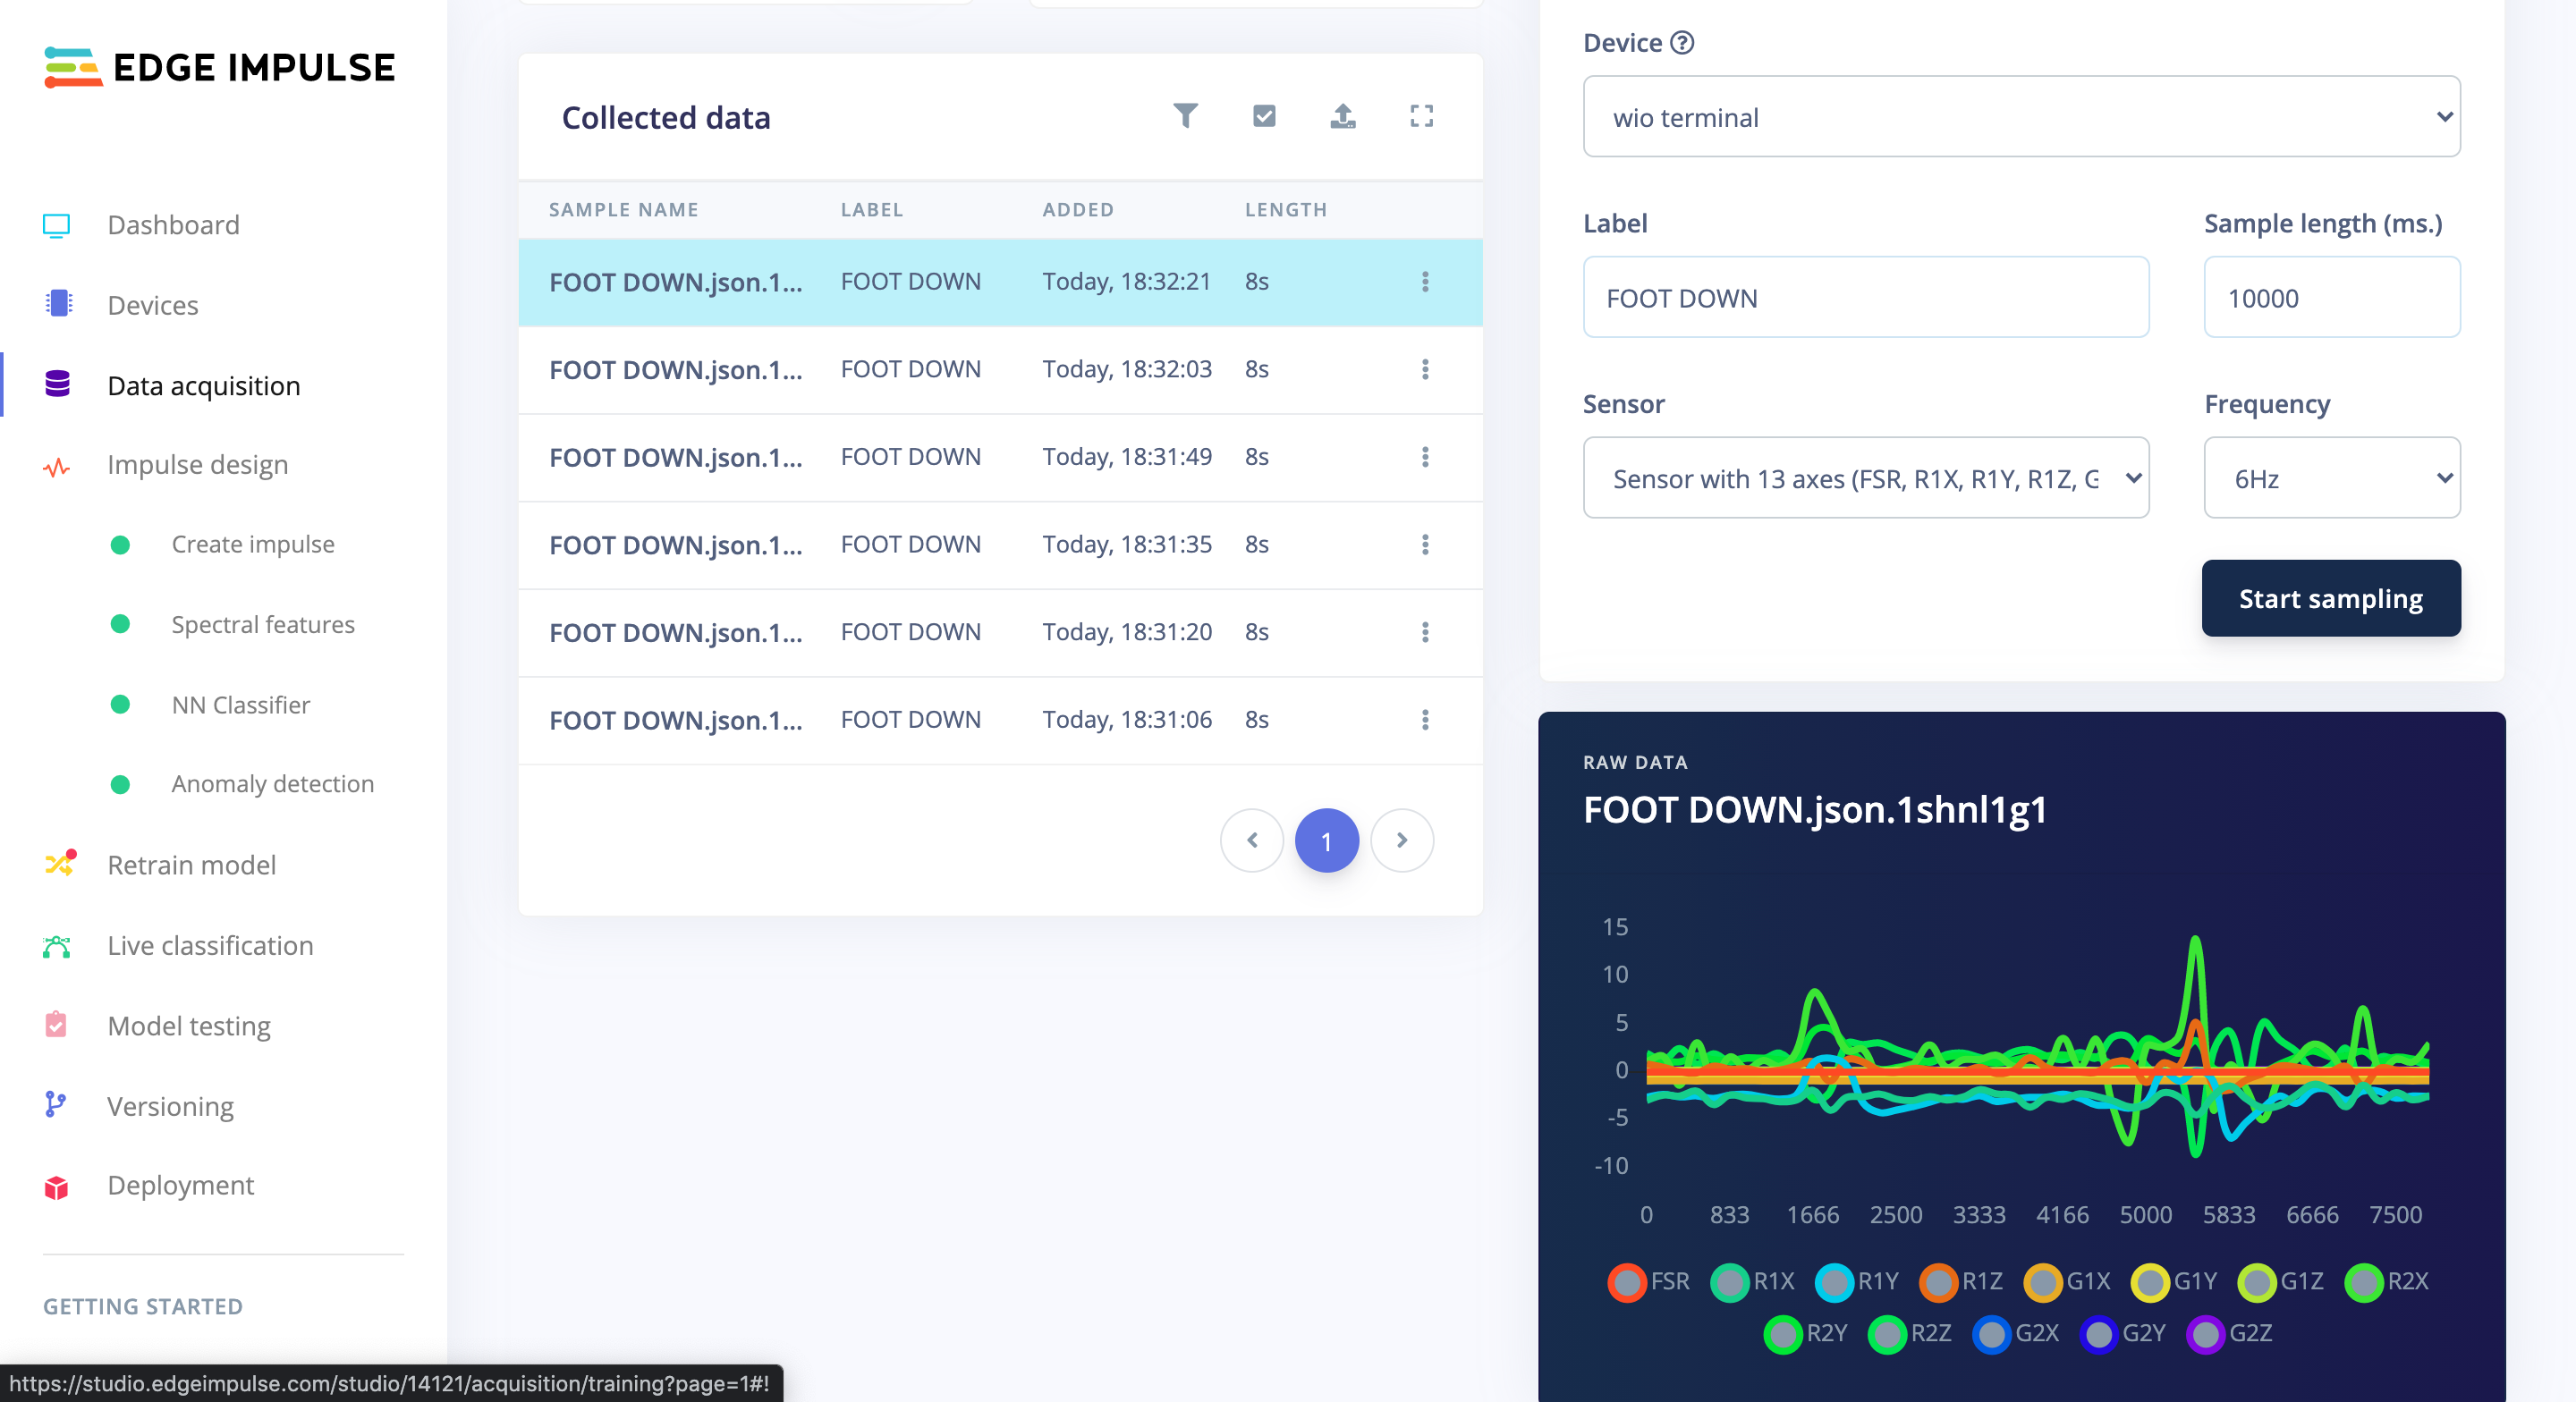 EDGE IMPULSE
Dashboard
Devices
Data acquisition
Impulse design
Create impulse
Spectral features
NN Classifier
Anomaly detection
Retrain model
Live classification
Model testing
Versioning
Deployment
GETTING STARTED
https://studio.edgeimpulse.com/studio/14121/acquisition/training?page=1#!
Collected data
SAMPLE NAME LABEL ADDED LENGTH
FOOT DOWN.json.1... FOOT DOWN Today, 18:32:21 8s
FOOT DOWN.json.1... FOOT DOWN Today, 18:32:03 8s
FOOT DOWN.json.1... FOOT DOWN Today, 18:31:49 8s
FOOT DOWN.json.1... FOOT DOWN Today, 18:31:35 8s
FOOT DOWN.json.1... FOOT DOWN Today, 18:31:20 8s
FOOT DOWN.json.1... FOOT DOWN Today, 18:31:06 8s
1
Device ?
wio terminal
Label Sample length (ms.)
FOOT DOWN 10000
Sensor Frequency
Sensor with 13 axes (FSR, R1X, R1Y, R1Z, G 6Hz
Start sampling
RAW DATA
FOOT DOWN.json.1shnl1g1
15
10
5
0
-5
-10
0 833 1666 2500 3333 4166 5000 5833 6666 7500
FSR R1X R1Y R1Z G1X G1Y G1Z R2X
R2Y R2Z G2X G2Y G2Z